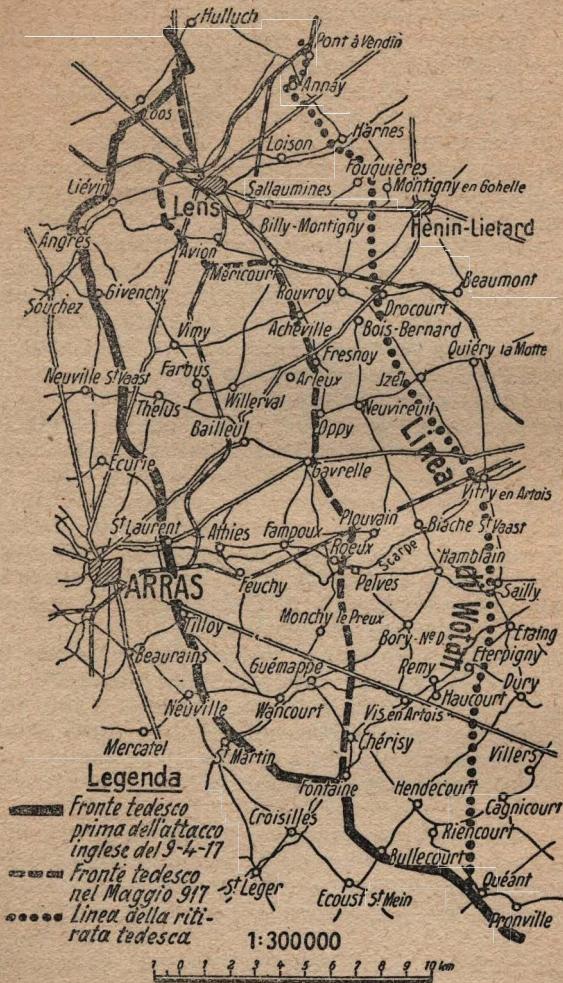 Hulluch
Pont à Vendin
Annay
Loos
Harnes
Loison
Fouquières
Liévin
Sallaumines
Montigny en Gohelle
Lens
Billy-Montigny
Hénin-Lietard
Angres
Avion
Méricourt
Beaumont
Souchez
Givenchy
Rouvroy
Drocourt
Acheville
Bois-Bernard
Vimy
Fresnoy
Quiéry la Motte
Farbus
Arleux
Jzel
Neuville St Vaast
Willerval
Thélus
Neuvireuil
Bailleul
Oppy
Linea
Ecurie
Gavrelle
Vitry en Artois
Plouvain
St Laurent
Athies
Fampoux
Biache St Vaast
Roeux
Scarpe
Hamblain
ARRAS
Feuchy
Pelves
di Wotan
Sailly
Tilloy
Monchy le Preux
Bory-Ne D.
Etaing
Beaurains
Eterpigny
Guémappe
Remy
Dury
Neuville
Haucourt
Wancourt
Vis.en Artois
Mercatel
Chérisy
St Martin
Villers
Legenda
Fontaine
Hendecourt
Cagnicourt
Fronte tedesco
prima dell'attacco
inglese del 9-4-17
Croisilles
Riencourt
Bullecourt
Fronte tedesco
nel Maggio 917
St Leger
Ecoust St Mein
Quéant
Linea della riti-
rata tedesca
Pronville
1:300000
1 0 1 2 3 4 5 6 7 8 9 10 km